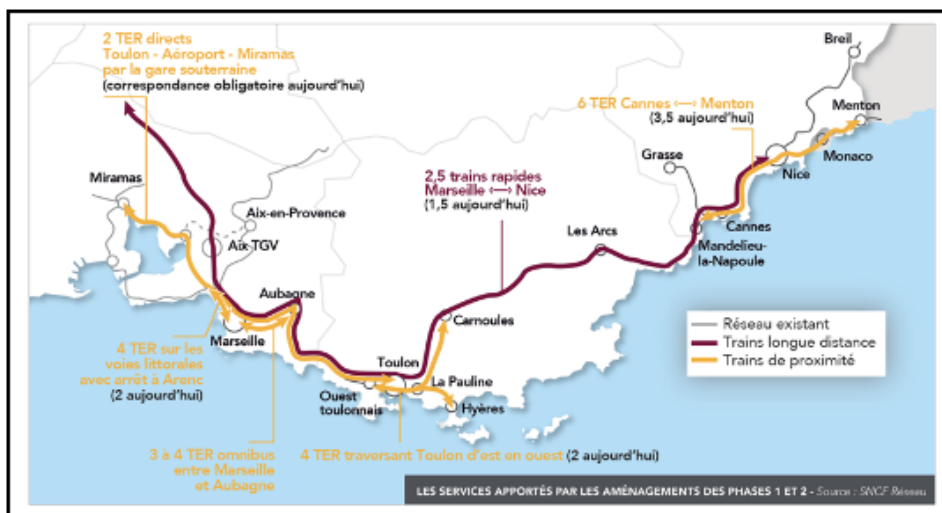 2 TER directs
Toulon - Aéroport - Miramas
par la gare souterraine
(correspondance obligatoire aujourd'hui)
Breil
6 TER Cannes ⟷ Menton
(3,5 aujourd'hui)
Menton
Monaco
Nice
Grasse
Cannes
Mandelieu-
la-Napoule
2,5 trains rapides
Marseille ⟷ Nice
(1,5 aujourd'hui)
Les Arcs
Miramas
Aix-en-Provence
Aix-TGV
Aubagne
Marseille
Carnoules
4 TER sur les
voies littorales
avec arrêt à Arenc
(2 aujourd'hui)
Toulon
Ouest
toulonnais
La Pauline
Hyères
Réseau existant
Trains longue distance
Trains de proximité
3 à 4 TER omnibus
entre Marseille
et Aubagne
4 TER traversant Toulon d'est en ouest (2 aujourd'hui)
LES SERVICES APPORTÉS PAR LES AMÉNAGEMENTS DES PHASES 1 ET 2 - Source : SNCF Réseau